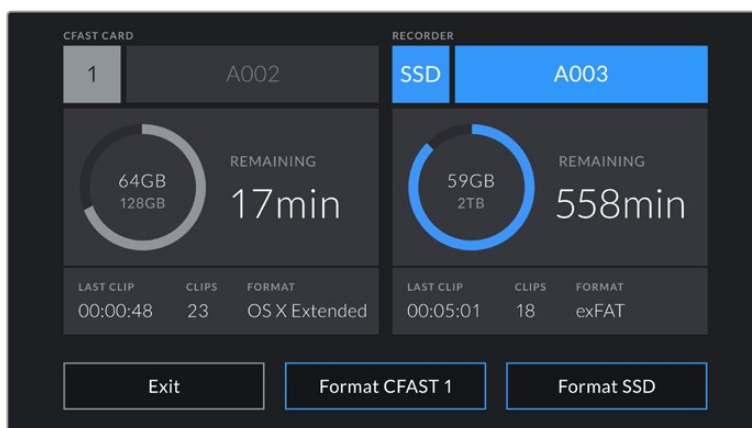 CFAST CARD
1
A002
64GB
128GB
REMAINING
17min
LAST CLIP CLIPS FORMAT
00:00:48 23 OS X Extended
RECORDER
SSD
A003
59GB
2TB
REMAINING
558min
LAST CLIP CLIPS FORMAT
00:05:01 18 exFAT
Exit
Format CFAST 1
Format SSD